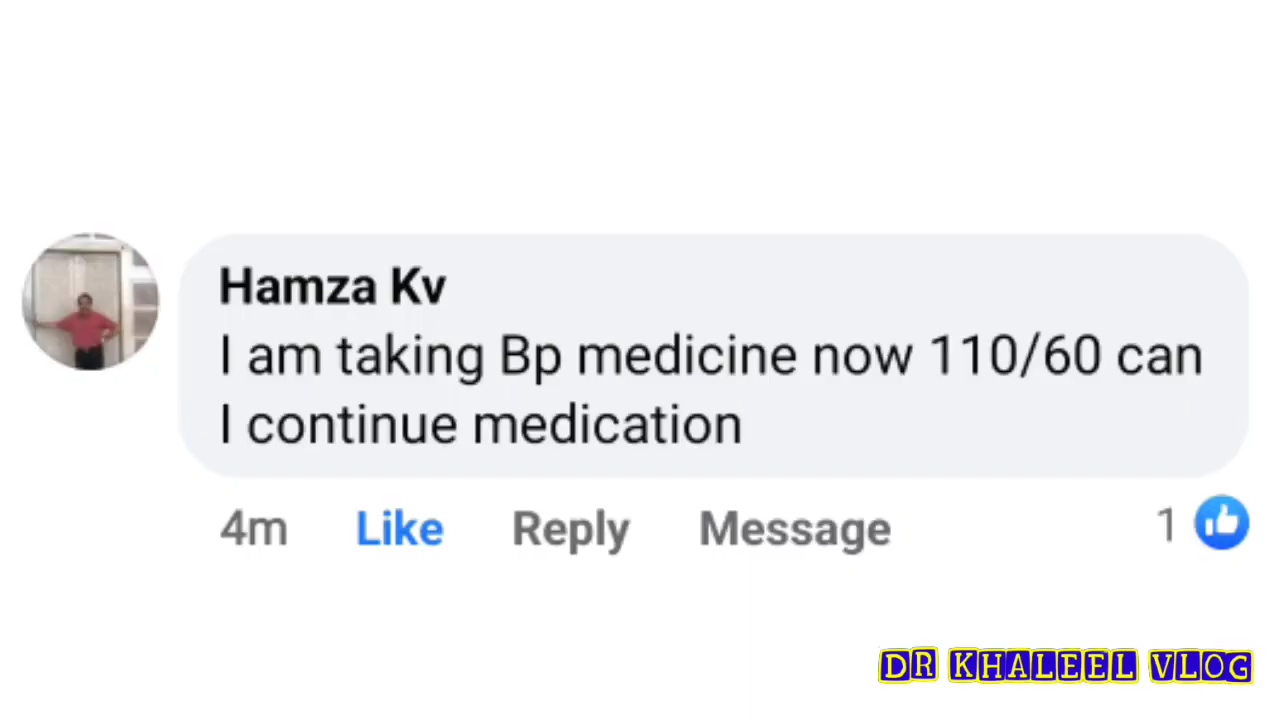 Hamza Kv
I am taking Bp medicine now 110/60 can
I continue medication
4m Like Reply Message 1
DR KHALEEL VLOG